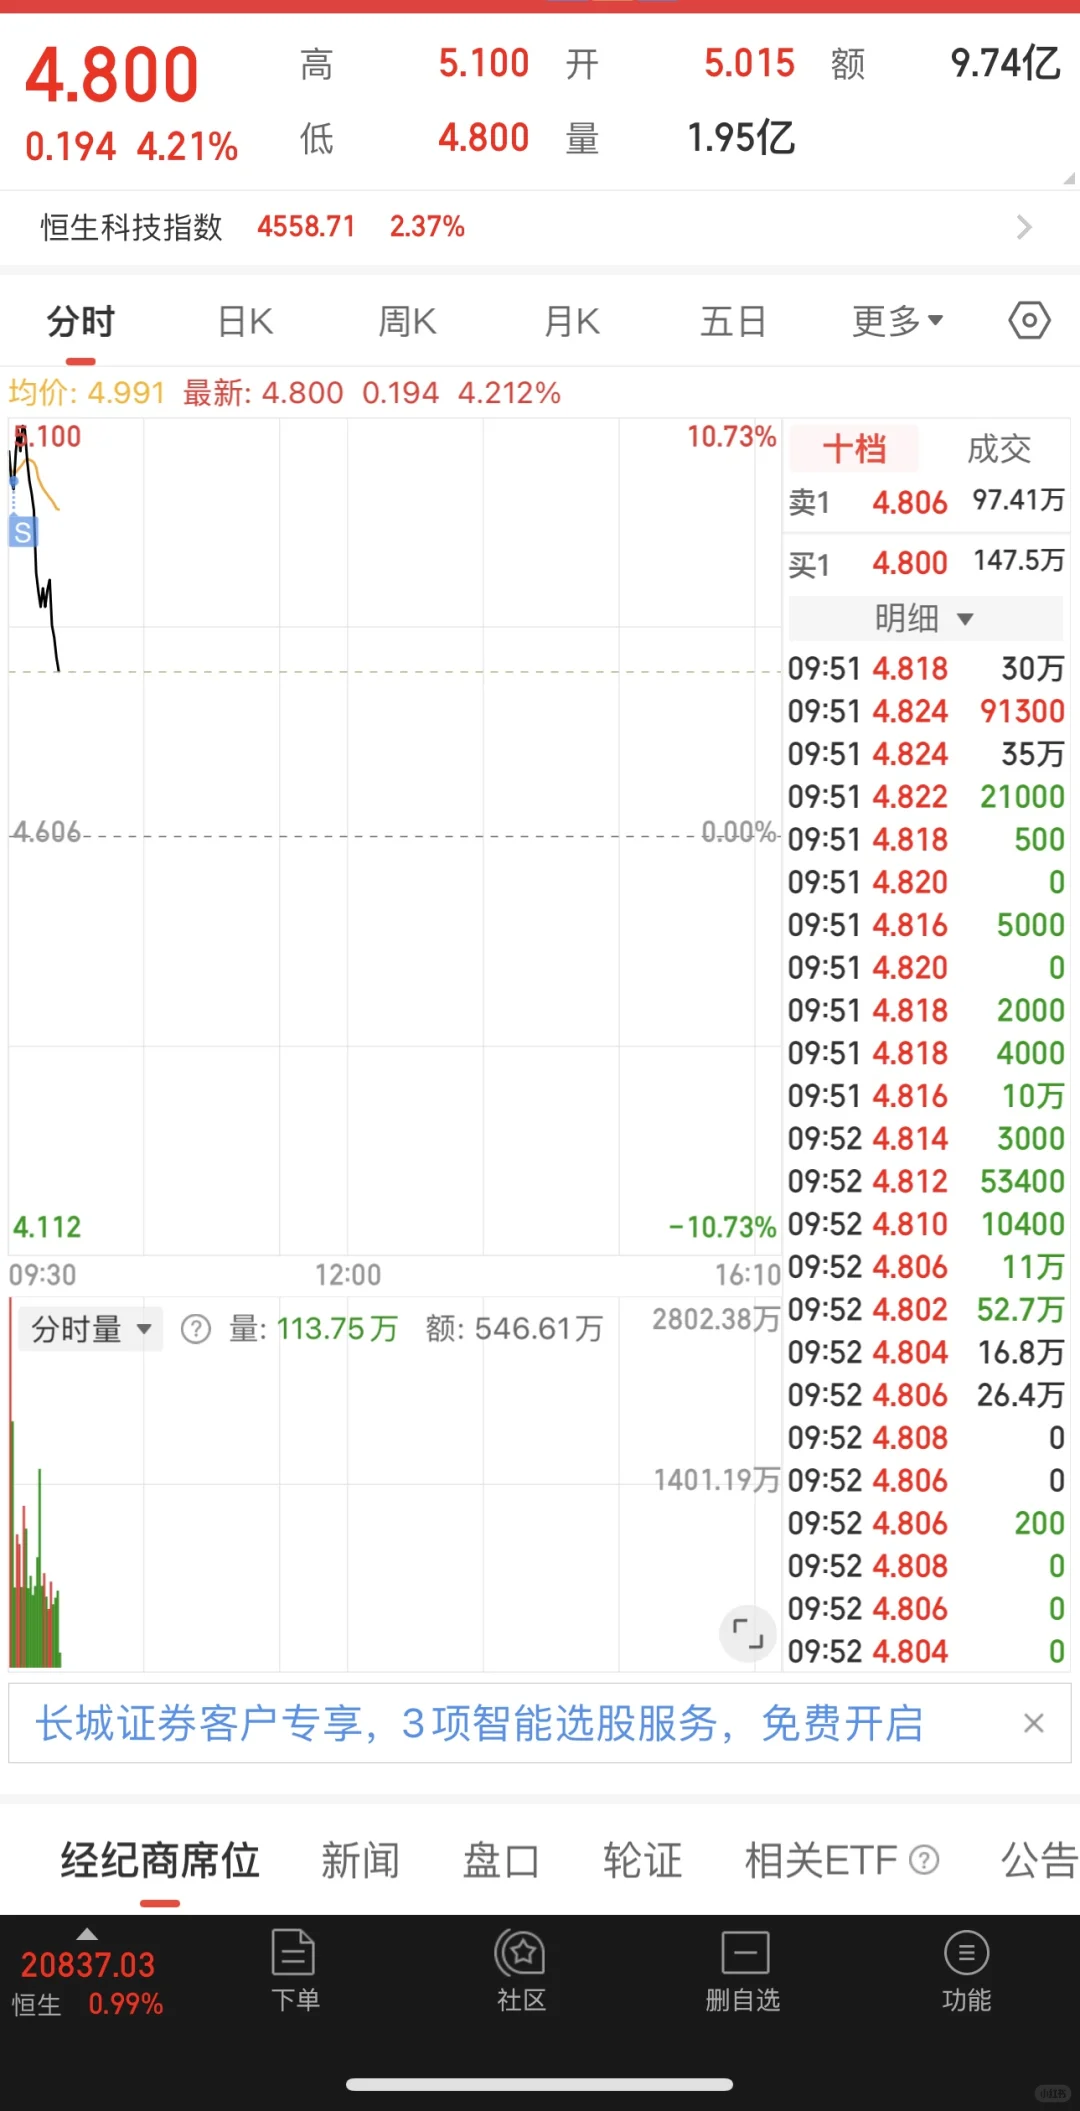 4.800 高 5.100 开 5.015 额 9.74亿
0.194 4.21% 低 4.800 量 1.95亿
恒生科技指数 4558.71 2.37%
分时 日K 周K 月K 五日 更多
均价: 4.991 最新: 4.800 0.194 4.212%
5.100 10.73%
S
4.606 0.00%
4.112 -10.73%
09:30 12:00 16:10
分时量 ? 量: 113.75万 额: 546.61万 2802.38万
1401.19万
十档 成交
卖1 4.806 97.41万
买1 4.800 147.5万
明细
09:51 4.818 30万
09:51 4.824 91300
09:51 4.824 35万
09:51 4.822 21000
09:51 4.818 500
09:51 4.820 0
09:51 4.816 5000
09:51 4.820 0
09:51 4.818 2000
09:51 4.818 4000
09:51 4.816 10万
09:52 4.814 3000
09:52 4.812 53400
09:52 4.810 10400
09:52 4.806 11万
09:52 4.802 52.7万
09:52 4.804 16.8万
09:52 4.806 26.4万
09:52 4.808 0
09:52 4.806 0
09:52 4.806 200
09:52 4.808 0
09:52 4.806 0
09:52 4.804 0
长城证券客户专享，3项智能选股服务，免费开启 ×
经纪商席位 新闻 盘口 轮证 相关ETF ? 公告
20837.03
恒生 0.99% 下单 社区 删自选 功能
小红书